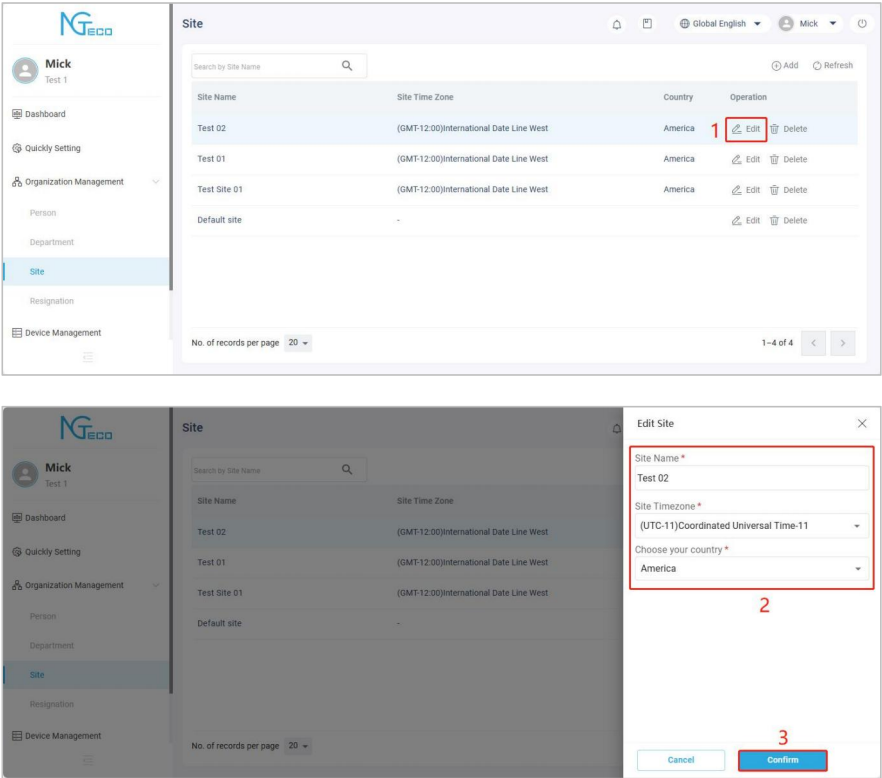 NGTECO
Site
Global English
Mick
Mick
Test 1
Search by Site Name
Add
Refresh
Site Name
Site Time Zone
Country
Operation
Dashboard
Test 02
(GMT-12:00)International Date Line West
America
1
Edit
Delete
Quickly Setting
Test 01
(GMT-12:00)International Date Line West
America
Edit
Delete
Organization Management
Test Site 01
(GMT-12:00)International Date Line West
America
Edit
Delete
Person
Default site
-
Edit
Delete
Department
Site
Resignation
Device Management
No. of records per page 20
1-4 of 4
<
>
NGTECO
Site
Mick
Test 1
Search by Site Name
Site Name
Site Time Zone
Dashboard
Test 02
(GMT-12:00)International Date Line West
Quickly Setting
Test 01
(GMT-12:00)International Date Line West
Organization Management
Test Site 01
(GMT-12:00)International Date Line West
Person
Default site
-
Department
Site
Resignation
Device Management
No. of records per page 20
Edit Site
Site Name *
Test 02
Site Timezone *
(UTC-11)Coordinated Universal Time-11
Choose your country *
America
2
3
Cancel
Confirm